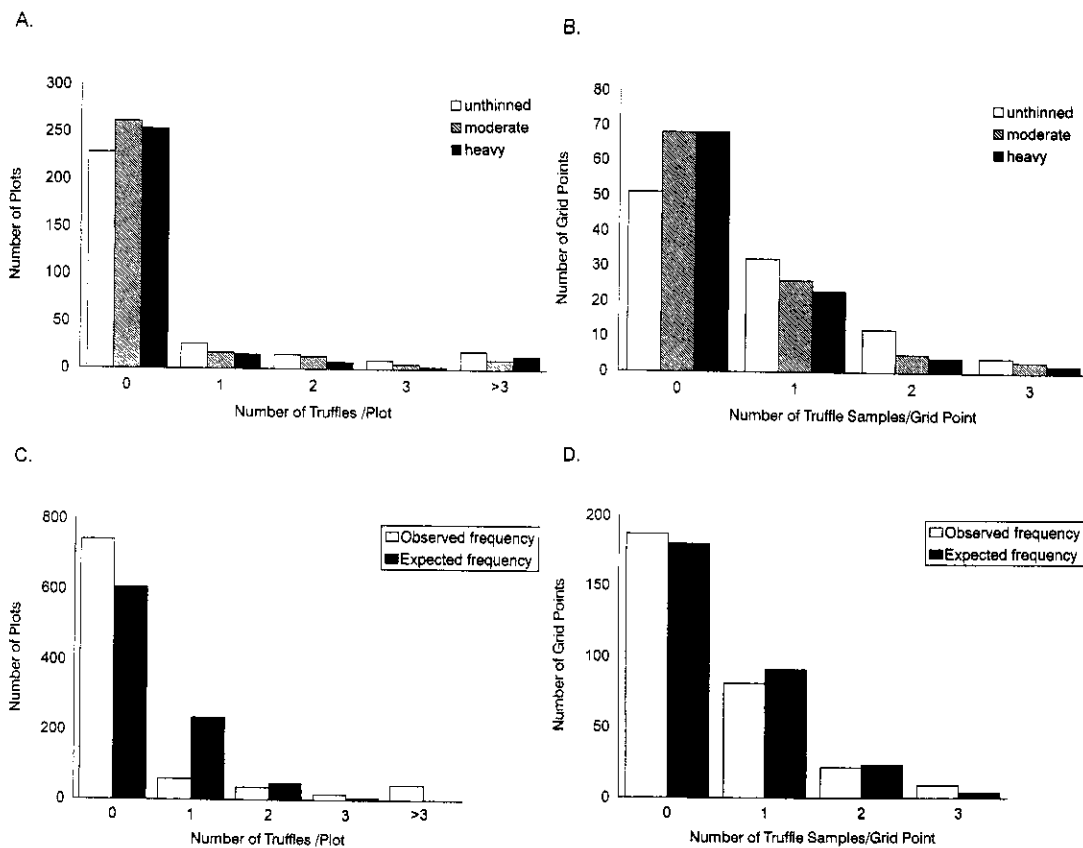 A.
300
250
200
150
100
50
0
Number of Plots
unthinned
moderate
heavy
0 1 2 3 >3
Number of Truffles /Plot
B.
80
70
60
50
40
30
20
10
0
Number of Grid Points
unthinned
moderate
heavy
0 1 2 3
Number of Truffle Samples/Grid Point
C.
800
600
400
200
0
Number of Plots
Observed frequency
Expected frequency
0 1 2 3 >3
Number of Truffles /Plot
D.
200
150
100
50
0
Number of Grid Points
Observed frequency
Expected frequency
0 1 2 3
Number of Truffle Samples/Grid Point